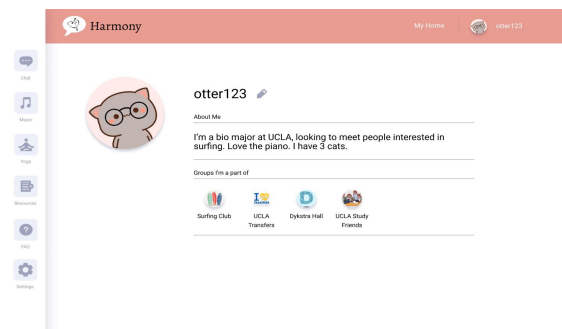 Harmony
My Home
otter123
Chat
Music
Yoga
Resources
FAQ
Settings
otter123
About Me
I'm a bio major at UCLA, looking to meet people interested in
surfing. Love the piano. I have 3 cats.
Groups I'm a part of
Surfing Club
UCLA
Transfers
Dykstra Hall
UCLA Study
Friends